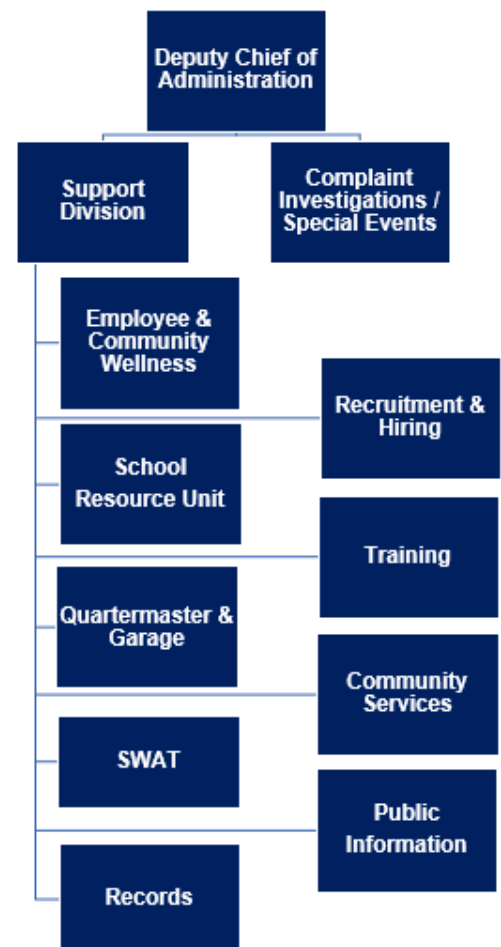 Deputy Chief of
Administration
Support
Division
Complaint
Investigations /
Special Events
Employee &
Community
Wellness
Recruitment &
Hiring
School
Resource Unit
Training
Quartermaster &
Garage
Community
Services
SWAT
Public
Information
Records